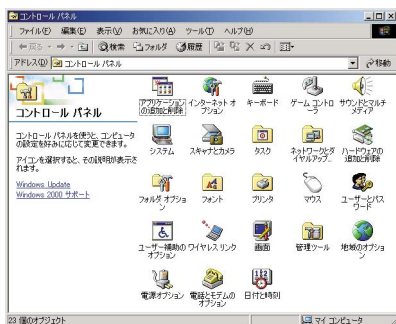 コントロール パネル
ファイル(F) 編集(E) 表示(V) お気に入り(A) ツール(T) ヘルプ(H)
戻る 検索 フォルダ 履歴
アドレス(D) コントロール パネル 移動
コントロール パネル
コントロール パネルを使うと、コンピュータ
の設定を好みに応じて変更できます。
アイコンを選択すると、その説明が表示さ
れます。
Windows Update
Windows 2000 サポート
アプリケーション
の追加と削除
インターネット オ
プション
キーボード
ゲーム コントロ
ーラ
サウンドとマルチ
メディア
システム
スキャナとカメラ
タスク
ネットワークとダ
イヤルアップ...
ハードウェアの
追加と削除
フォルダ オプショ
ン
フォント
プリンタ
マウス
ユーザーとパス
ワード
ユーザー補助の
オプション
ワイヤレス リンク
画面
管理ツール
地域のオプショ
ン
電源オプション
電話とモデムの
オプション
日付と時刻
23 個のオブジェクト
マイ コンピュータ